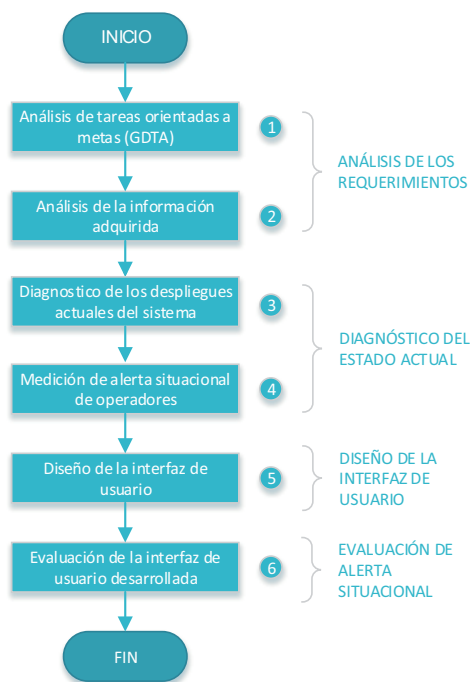 INICIO
Análisis de tareas orientadas a
metas (GDTA)
1
Análisis de la información
adquirida
2
ANÁLISIS DE LOS
REQUERIMIENTOS
Diagnostico de los despliegues
actuales del sistema
3
Medición de alerta situacional
de operadores
4
DIAGNÓSTICO DEL
ESTADO ACTUAL
Diseño de la interfaz de
usuario
5
DISEÑO DE LA
INTERFAZ DE
USUARIO
Evaluación de la interfaz de
usuario desarrollada
6
EVALUACIÓN DE
ALERTA
SITUACIONAL
FIN